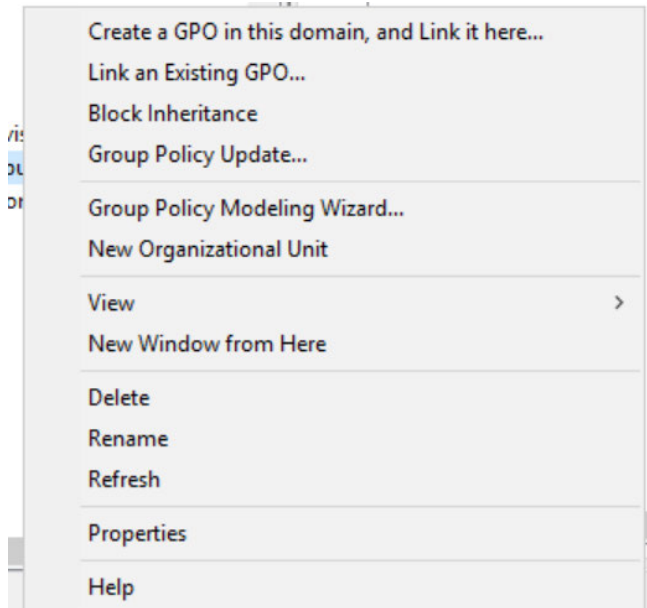 Create a GPO in this domain, and Link it here...
Link an Existing GPO...
Block Inheritance
Group Policy Update...
Group Policy Modeling Wizard...
New Organizational Unit
View
New Window from Here
Delete
Rename
Refresh
Properties
Help